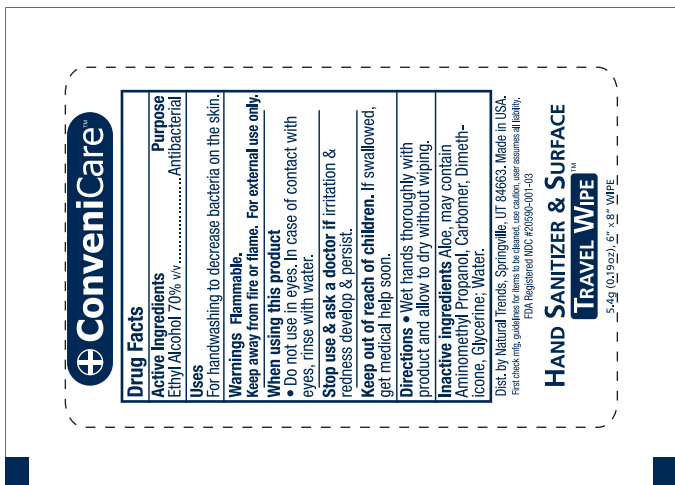 ConveniCare™
Drug Facts
Active Ingredients Purpose
Ethyl Alcohol 70% v/v.......................Antibacterial
Uses
For handwashing to decrease bacteria on the skin.
Warnings Flammable.
Keep away from fire or flame. For external use only.
When using this product
• Do not use in eyes. In case of contact with
eyes, rinse with water.
Stop use & ask a doctor if irritation &
redness develop & persist.
Keep out of reach of children. If swallowed,
get medical help soon.
Directions • Wet hands thoroughly with
product and allow to dry without wiping.
Inactive ingredients Aloe, may contain
Aminomethyl Propanol, Carbomer, Dimeth-
icone, Glycerine; Water.
Dist. by Natural Trends, Springville, UT 84663. Made in USA.
First check mfg. guidelines for items to be cleaned, use caution, user assumes all liability.
FDA Registered NDC #20590-001-03
HAND SANITIZER & SURFACE
TRAVEL WIPE™
5.4g (0.19oz), 6" x 8" WIPE